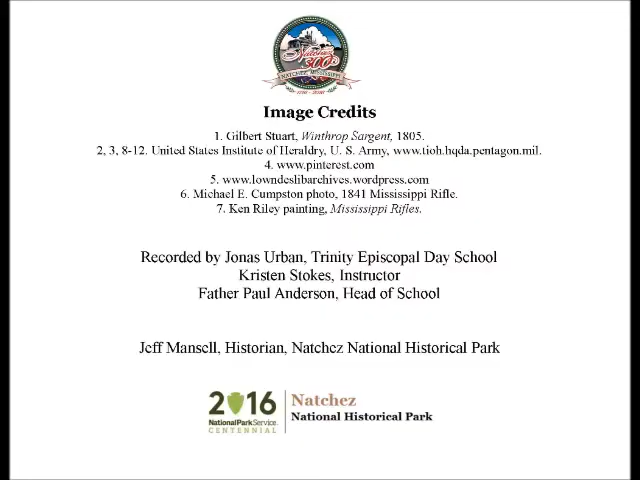 Natchez
300
NATCHEZ, MISSISSIPPI
Image Credits
1. Gilbert Stuart, Winthrop Sargent, 1805.
2, 3, 8-12. United States Institute of Heraldry, U. S. Army, www.tioh.hqda.pentagon.mil.
4. www.pinterest.com
5. www.lowndeslibarchives.wordpress.com
6. Michael E. Cumpston photo, 1841 Mississippi Rifle.
7. Ken Riley painting, Mississippi Rifles.
Recorded by Jonas Urban, Trinity Episcopal Day School
Kristen Stokes, Instructor
Father Paul Anderson, Head of School
Jeff Mansell, Historian, Natchez National Historical Park
2016
National Park Service
CENTENNIAL
Natchez
National Historical Park